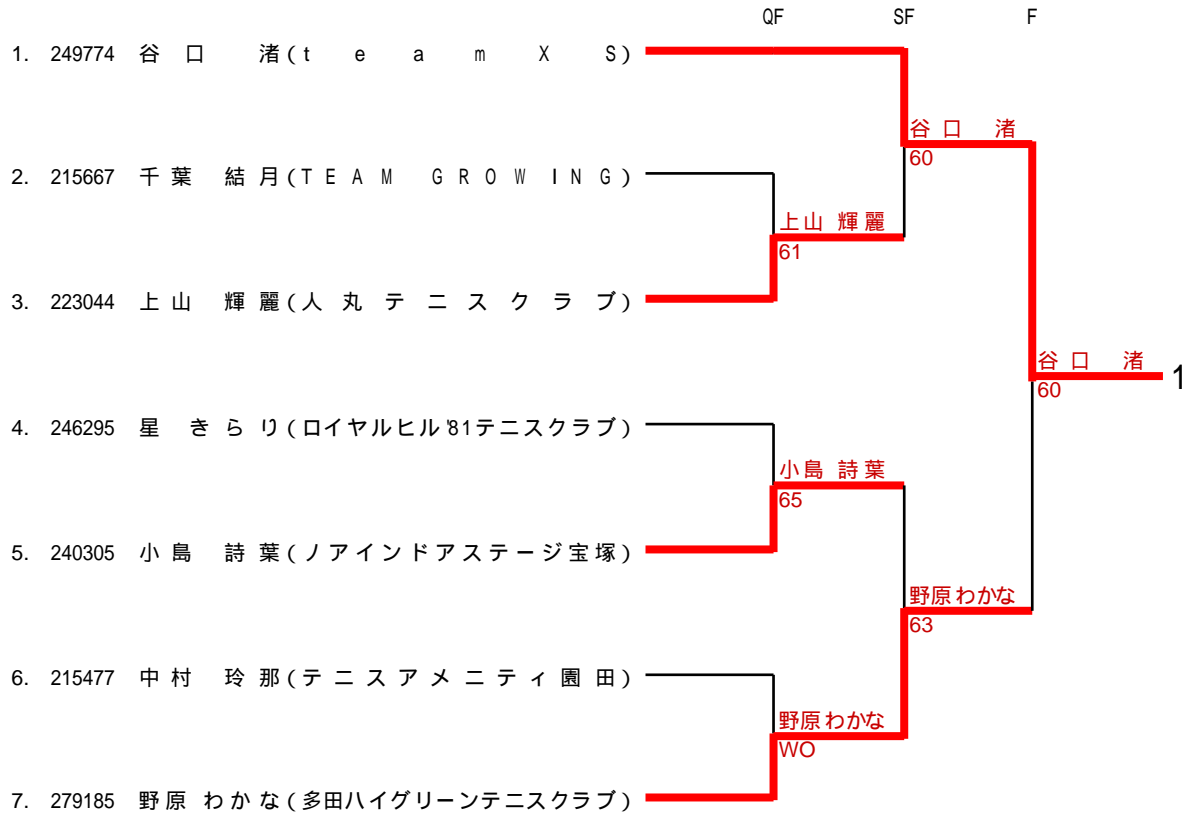 QF SF F
1. 249774 谷口 渚(teamXS)
谷口 渚
60
2. 215667 千葉 結月(TEAM GROWING)
上山 輝麗
61
3. 223044 上山 輝麗(人丸テニスクラブ)
谷口 渚
60
1
4. 246295 星 きらり(ロイヤルヒル'81テニスクラブ)
小島 詩葉
65
5. 240305 小島 詩葉(ノアインドアステージ宝塚)
野原 わかな
63
6. 215477 中村 玲那(テニスアメニティ園田)
野原 わかな
WO
7. 279185 野原 わかな(多田ハイグリーンテニスクラブ)